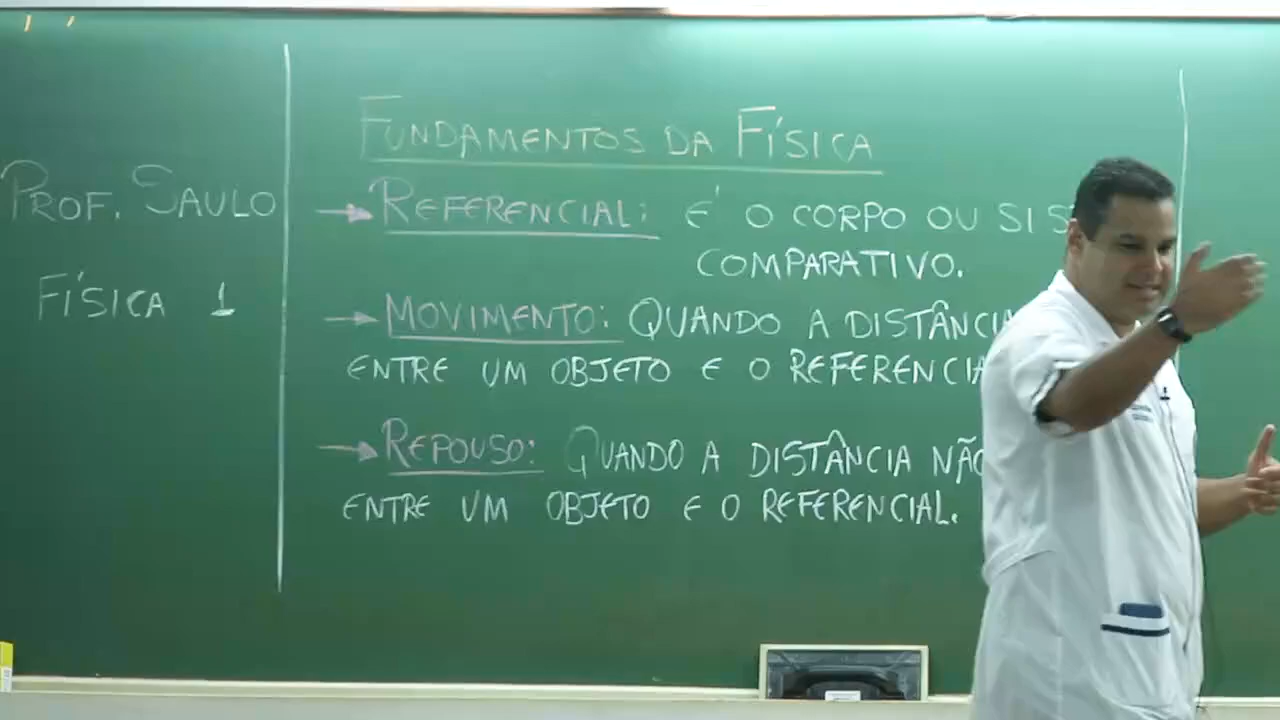 PROF. SAULO
FÍSICA 1
FUNDAMENTOS DA FÍSICA
→ REFERENCIAL: É O CORPO OU SIS
COMPARATIVO.
→ MOVIMENTO: QUANDO A DISTÂNCIA
ENTRE UM OBJETO E O REFERENCIA
→ REPOUSO: QUANDO A DISTÂNCIA NÃO
ENTRE UM OBJETO E O REFERENCIAL.